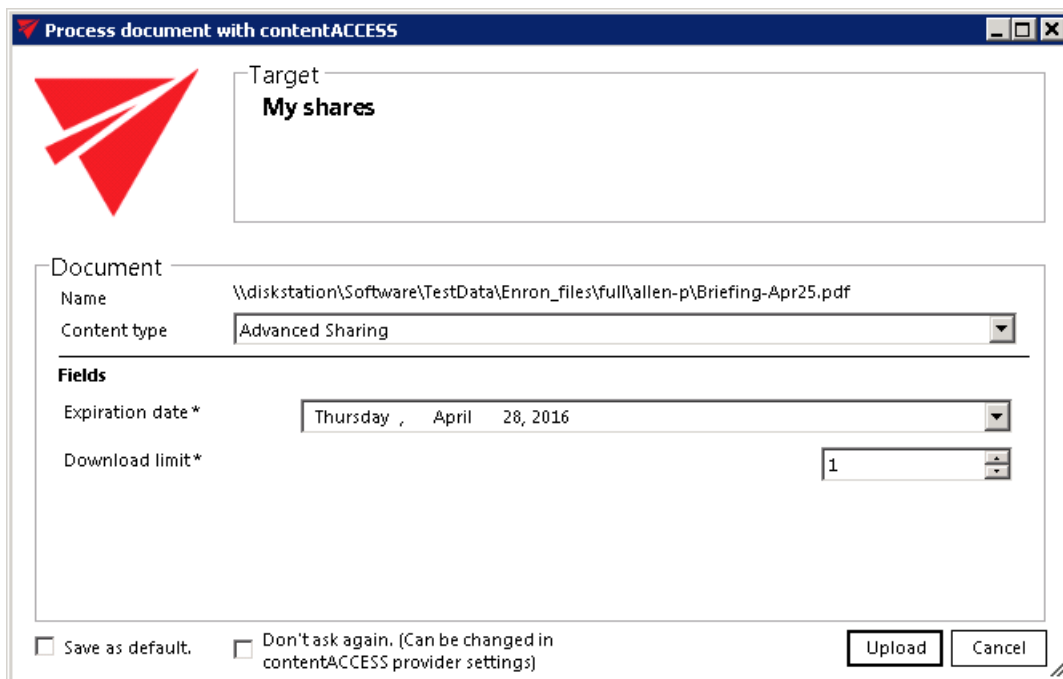 Process document with contentACCESS
Target
My shares
Document
Name \\diskstation\Software\TestData\Enron_files\full\allen-p\Briefing-Apr25.pdf
Content type Advanced Sharing
Fields
Expiration date* Thursday , April 28, 2016
Download limit* 1
Save as default. Don't ask again. (Can be changed in
contentACCESS provider settings) Upload Cancel